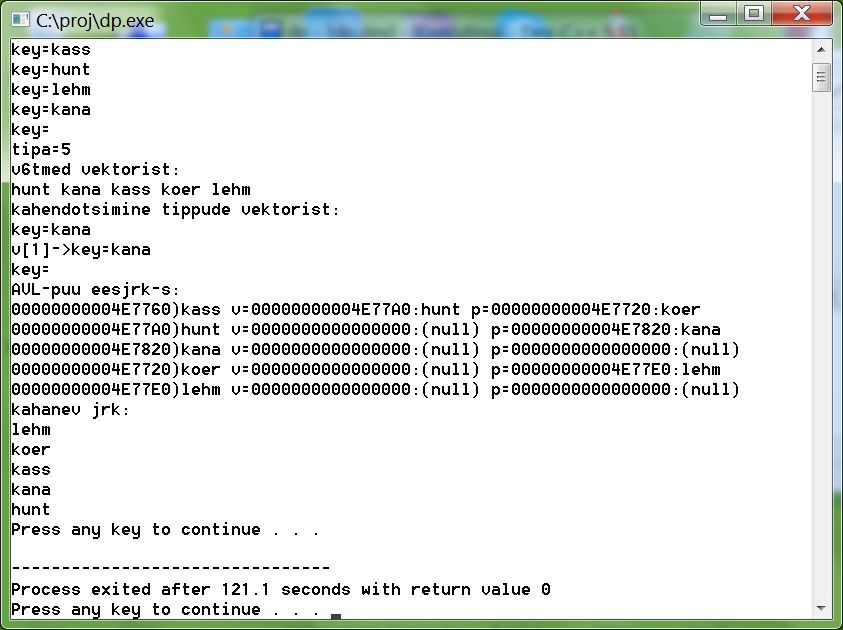 C:\proj\dp.exe
key=kass
key=hunt
key=lehm
key=kana
key=
tipa=5
v6tmed vektorist:
hunt kana kass koer lehm
kahendotsimine tippude vektorist:
key=kana
v[1]->key=kana
key=
AVL-puu eesjrk-s:
00000000004E7760)kass v=00000000004E77A0:hunt p=00000000004E7720:koer
00000000004E77A0)hunt v=0000000000000000:(null) p=00000000004E7820:kana
00000000004E7820)kana v=0000000000000000:(null) p=0000000000000000:(null)
00000000004E7720)koer v=0000000000000000:(null) p=00000000004E77E0:lehm
00000000004E77E0)lehm v=0000000000000000:(null) p=0000000000000000:(null)
kahanev jrk:
lehm
koer
kass
kana
hunt
Press any key to continue . . .
--------------------------------
Process exited after 121.1 seconds with return value 0
Press any key to continue . . .